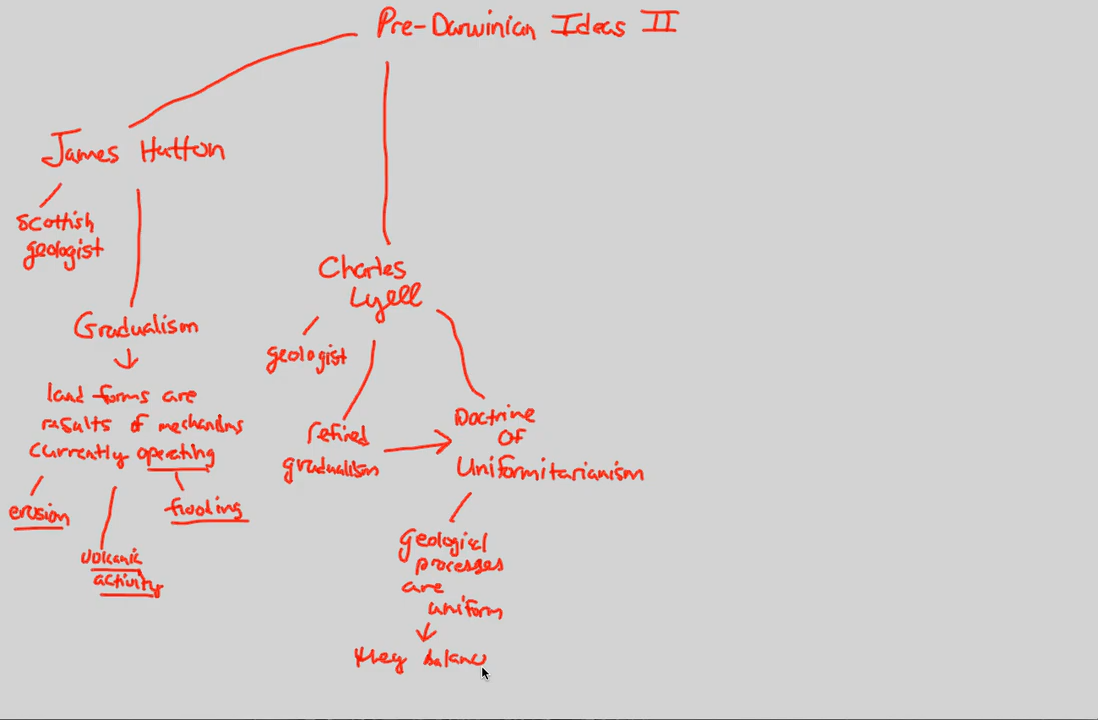 Pre-Darwinian Ideas II
James Hutton
Scottish
geologist
Gradualism
land forms are
results of mechanisms
currently operating
erosion
volcanic
activity
flooding
Charles
Lyell
geologist
refined
gradualism
Doctrine
of
Uniformitarianism
geological
processes
are
uniform
they balanc